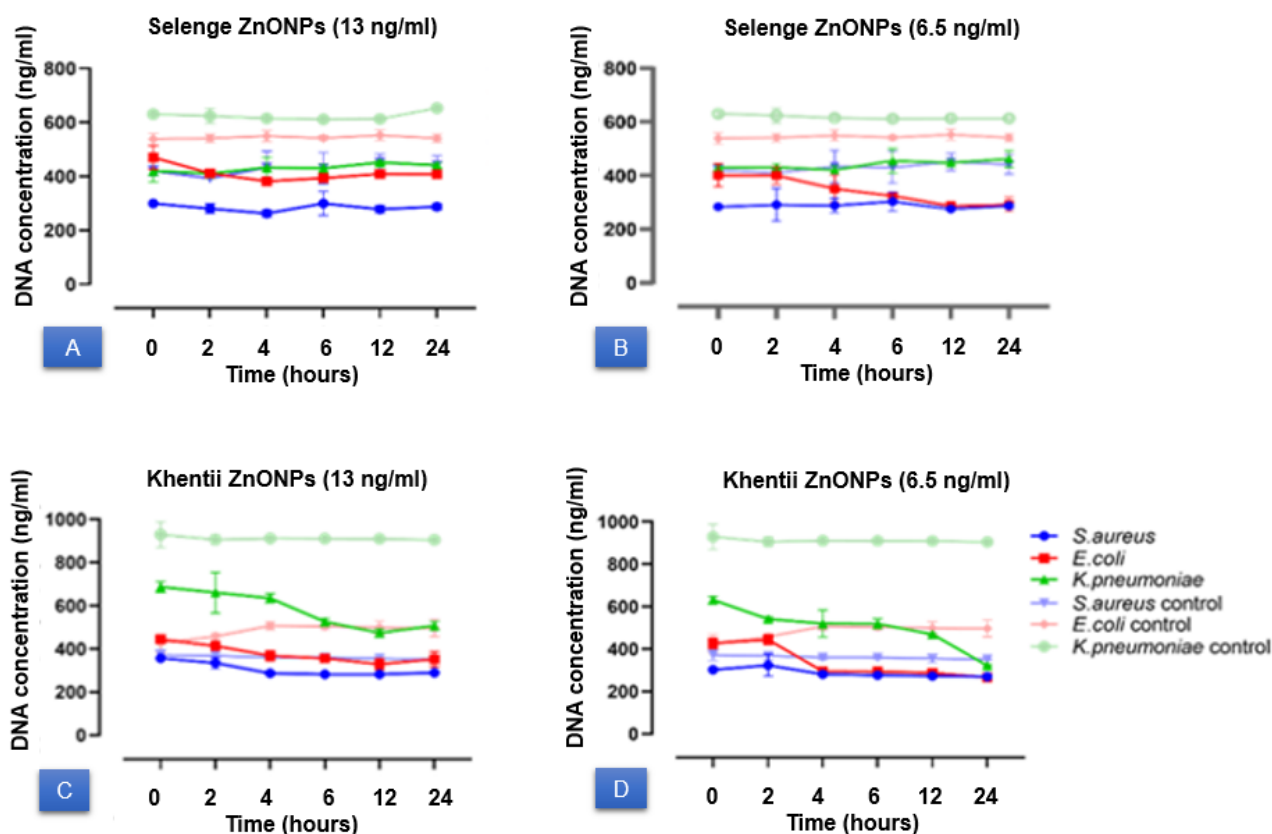 Selenge ZnONPs (13 ng/ml)
DNA concentration (ng/ml)
800
600
400
200
0
0 2 4 6 12 24
Time (hours)
A
Selenge ZnONPs (6.5 ng/ml)
DNA concentration (ng/ml)
800
600
400
200
0
0 2 4 6 12 24
Time (hours)
B
Khentii ZnONPs (13 ng/ml)
DNA concentration (ng/ml)
1000
800
600
400
200
0
0 2 4 6 12 24
Time (hours)
C
Khentii ZnONPs (6.5 ng/ml)
DNA concentration (ng/ml)
1000
800
600
400
200
0
0 2 4 6 12 24
Time (hours)
D
S.aureus
E.coli
K.pneumoniae
S.aureus control
E.coli control
K.pneumoniae control